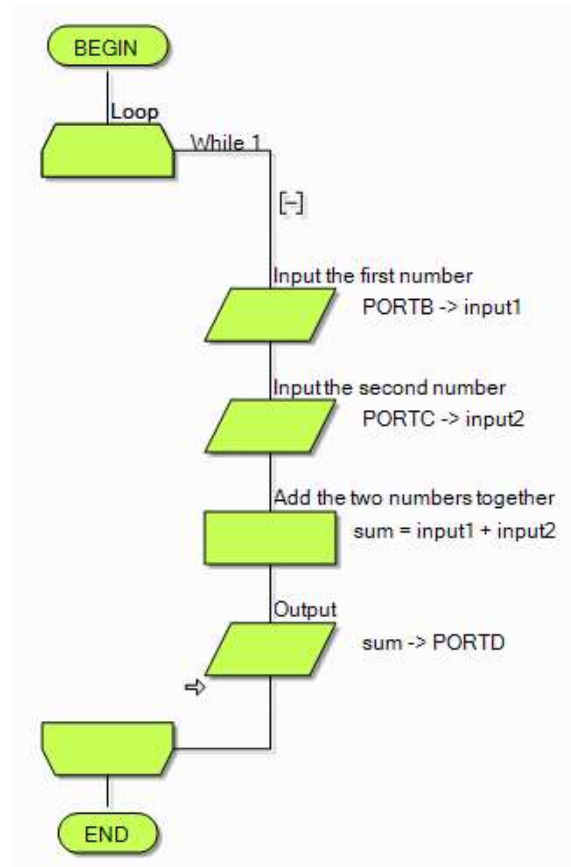 BEGIN
Loop
While 1
[-]
Input the first number
PORTB -> input1
Input the second number
PORTC -> input2
Add the two numbers together
sum = input1 + input2
Output
sum -> PORTD
END